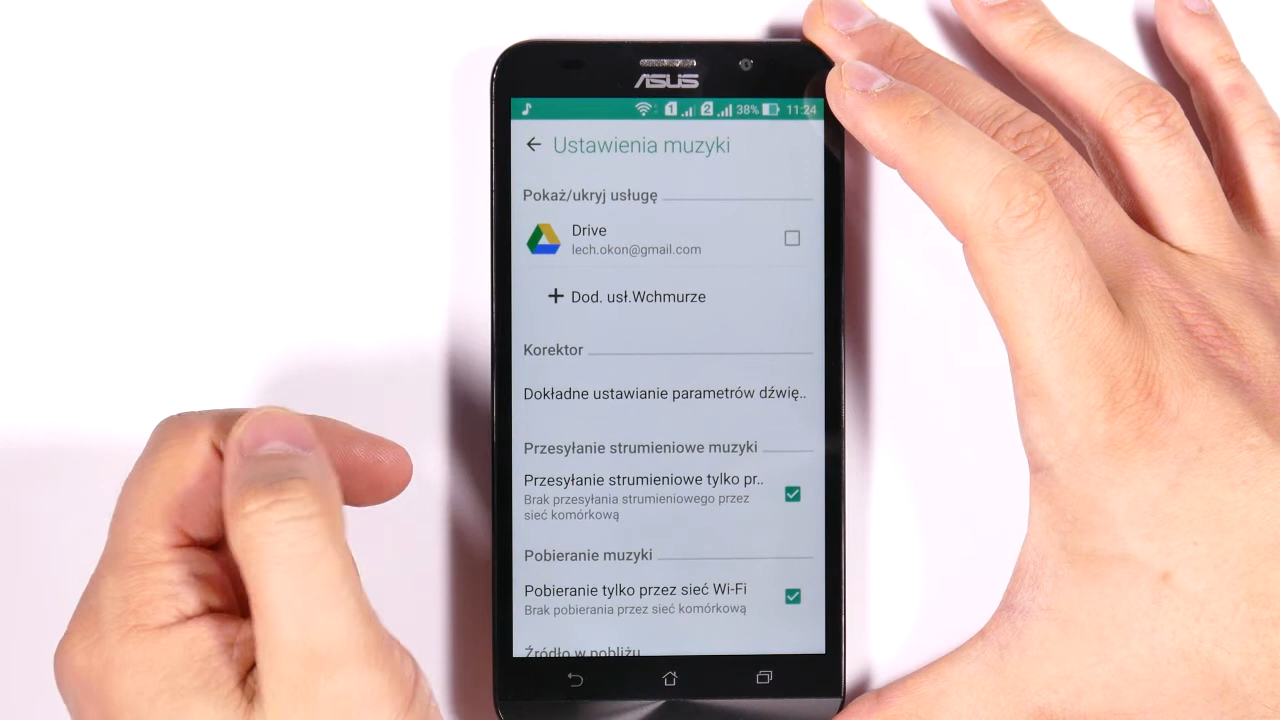 ASUS
1 2 38% 11:24
Ustawienia muzyki
Pokaż/ukryj usługę
Drive
lech.okon@gmail.com
+ Dod. usł.Wchmurze
Korektor
Dokładne ustawianie parametrów dźwię..
Przesyłanie strumieniowe muzyki
Przesyłanie strumieniowe tylko pr..
Brak przesyłania strumieniowego przez
sieć komórkową
Pobieranie muzyki
Pobieranie tylko przez sieć Wi-Fi
Brak pobierania przez sieć komórkową
Źródło w pobliżu